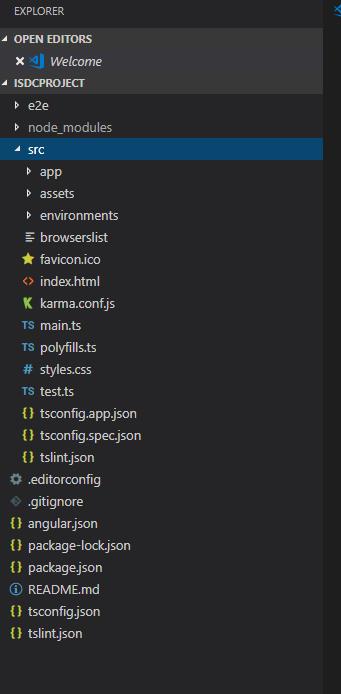 EXPLORER
OPEN EDITORS
Welcome
ISDCPROJECT
e2e
node_modules
src
app
assets
environments
browserslist
favicon.ico
index.html
karma.conf.js
TS main.ts
TS polyfills.ts
# styles.css
TS test.ts
{ } tsconfig.app.json
{ } tsconfig.spec.json
{ } tslint.json
.editorconfig
.gitignore
{ } angular.json
{ } package-lock.json
{ } package.json
README.md
{ } tsconfig.json
{ } tslint.json